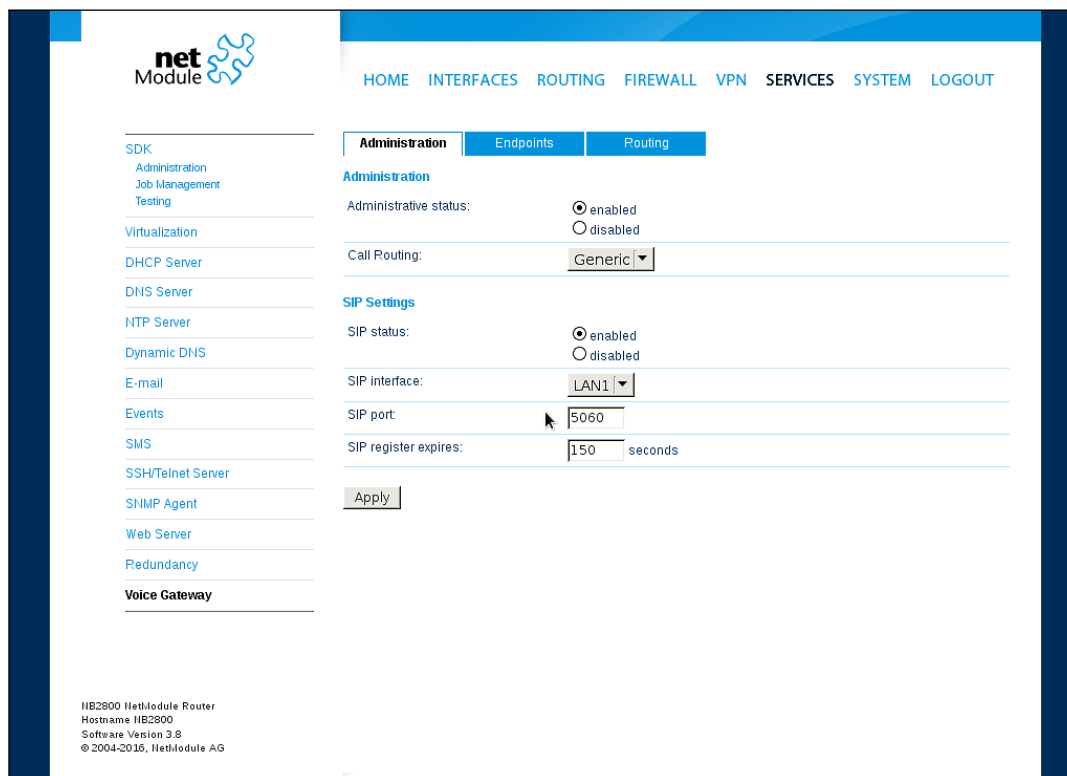 net
Module
HOME INTERFACES ROUTING FIREWALL VPN SERVICES SYSTEM LOGOUT
SDK
Administration
Job Management
Testing
Virtualization
DHCP Server
DNS Server
NTP Server
Dynamic DNS
E-mail
Events
SMS
SSH/Telnet Server
SNMP Agent
Web Server
Redundancy
Voice Gateway
Administration Endpoints Routing
Administration
Administrative status: enabled
disabled
Call Routing: Generic
SIP Settings
SIP status: enabled
disabled
SIP interface: LAN1
SIP port: 5060
SIP register expires: 150 seconds
Apply
NB2800 NetModule Router
Hostname NB2800
Software Version 3.8
© 2004-2016, NetModule AG